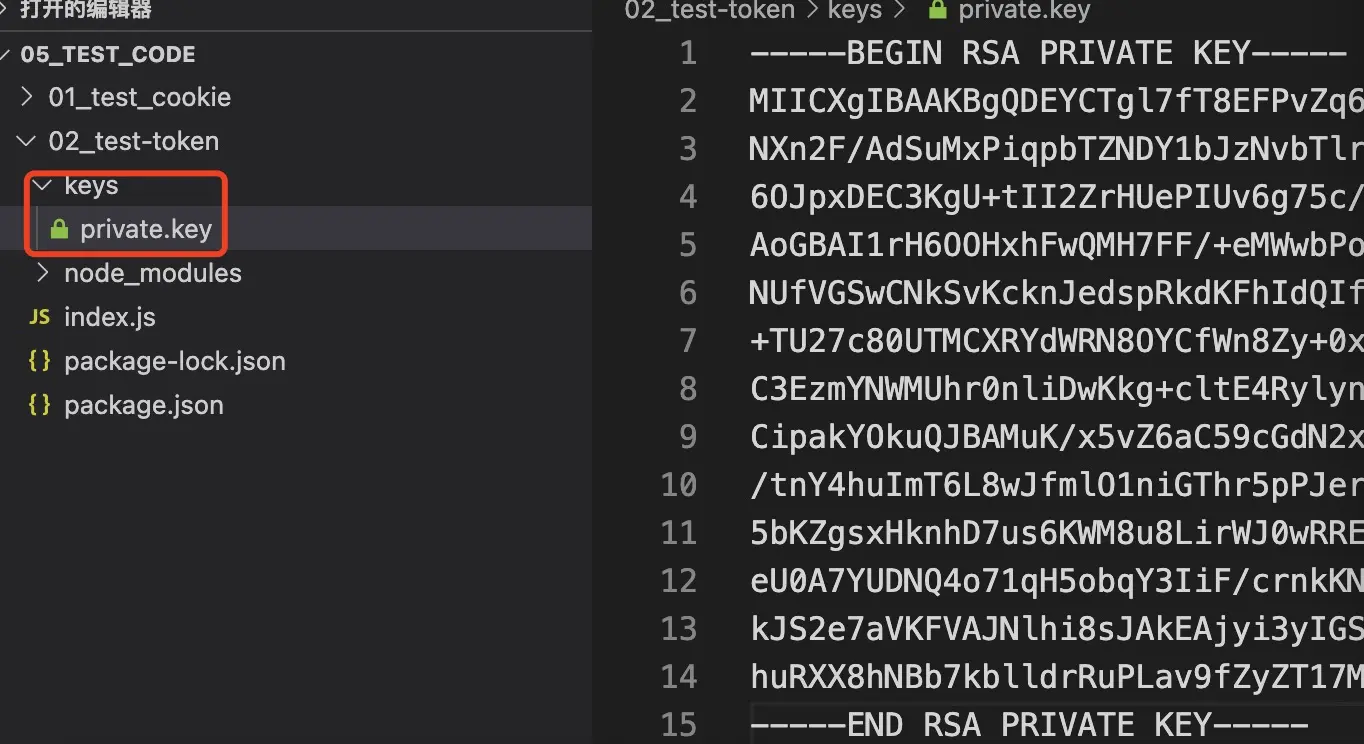 打开的编辑器
05_TEST_CODE
01_test_cookie
02_test-token
keys
private.key
node_modules
index.js
package-lock.json
package.json
02_test-token > keys > private.key
1 -----BEGIN RSA PRIVATE KEY-----
2 MIICXgIBAAKBgQDEYCTgl7fT8EFPvZq6
3 NXn2F/AdSuMxPiqpbTZNDY1bJzNvbTlr
4 6OJpxDEC3KgU+tII2ZrHUePIUv6g75c/
5 AoGBAI1rH6OOHxhFwQMH7FF/+eMWwbPo
6 NUfVGSwCNkSvKcknJedspRkdKFhIdQIf
7 +TU27c80UTMCXRYdWRN8OYCfWn8Zy+0x
8 C3EzmYNWMUhr0nliDwKkg+cltE4Rylyn
9 CipakYOkuQJBAMuK/x5vZ6aC59cGdN2x
10 /tnY4huImT6L8wJfmlO1niGThr5pPJer
11 5bKZgsxHknhD7us6KWM8u8LirWJ0wRRE
12 eU0A7YUDNQ4o71qH5obqY3IiF/crnkKN
13 kJS2e7aVKFVAJNlhi8sJAkEAjyi3yIGS
14 huRXX8hNBb7kblldrRuPLav9fZyZT17M
15 -----END RSA PRIVATE KEY-----